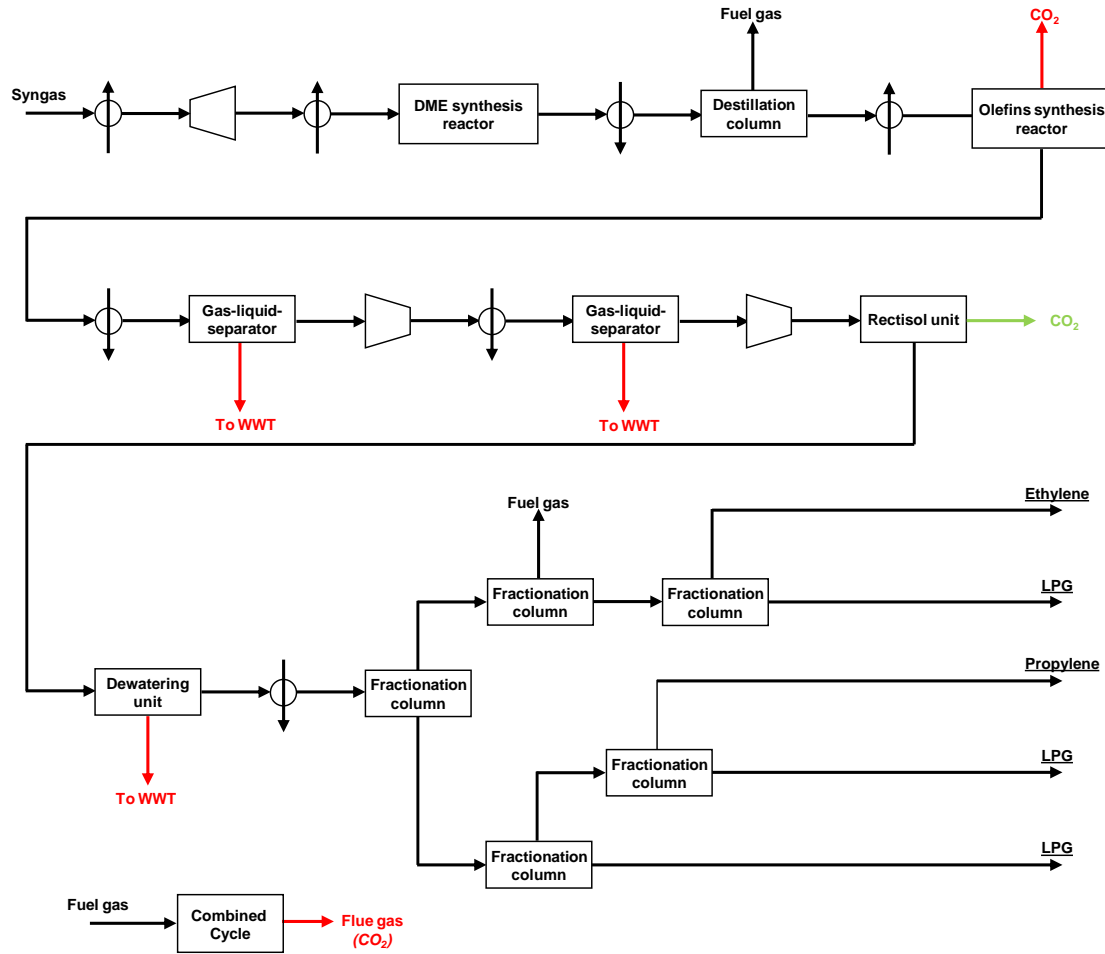 Fuel gas
CO₂
Syngas
DME synthesis
reactor
Destillation
column
Olefins synthesis
reactor
Gas-liquid-
separator
Gas-liquid-
separator
Rectisol unit
CO₂
To WWT
To WWT
Fuel gas
Ethylene
Fractionation
column
Fractionation
column
LPG
Dewatering
unit
Fractionation
column
Propylene
Fractionation
column
LPG
To WWT
Fractionation
column
LPG
Fuel gas
Combined
Cycle
Flue gas
(CO₂)